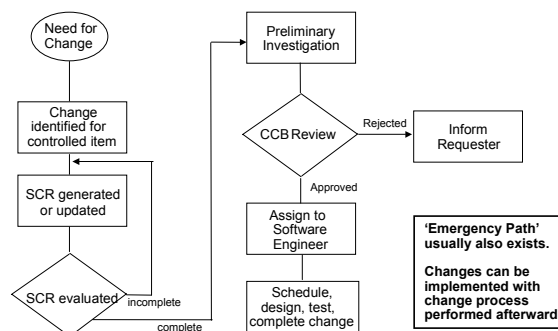 Need for
Change
Change
identified for
controlled item
SCR generated
or updated
SCR evaluated
incomplete
complete
Preliminary
Investigation
CCB Review
Rejected
Inform
Requester
Approved
Assign to
Software
Engineer
Schedule,
design, test,
complete change
‘Emergency Path’
usually also exists.
Changes can be
implemented with
change process
performed afterward